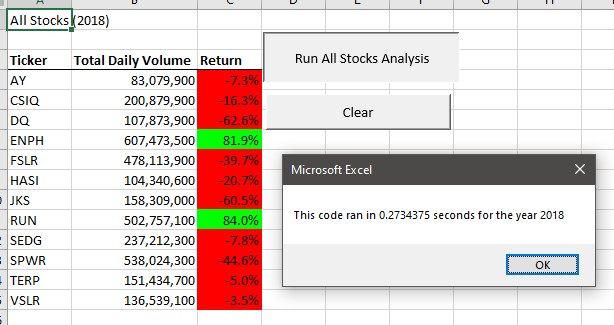 All Stocks (2018)
Ticker Total Daily Volume Return
AY 83,079,900 -7.3%
CSIQ 200,879,900 -16.3%
DQ 107,873,900 -62.6%
ENPH 607,473,500 81.9%
FSLR 478,113,900 -39.7%
HASI 104,340,600 -20.7%
JKS 158,309,000 -60.5%
RUN 502,757,100 84.0%
SEDG 237,212,300 -7.8%
SPWR 538,024,300 -44.6%
TERP 151,434,700 -5.0%
VSLR 136,539,100 -3.5%
Run All Stocks Analysis
Clear
Microsoft Excel
This code ran in 0.2734375 seconds for the year 2018
OK